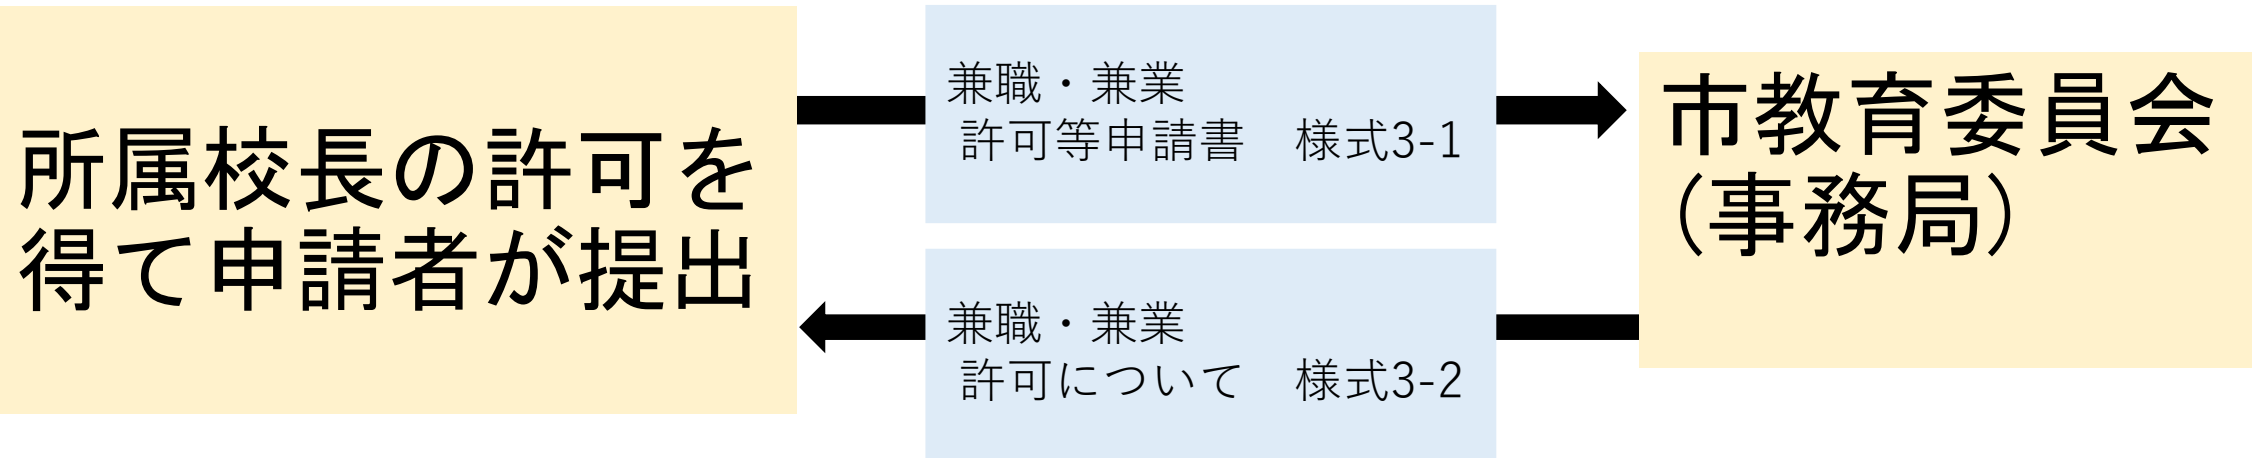 所属校長の許可を
得て申請者が提出
兼職・兼業
許可等申請書　様式3-1
兼職・兼業
許可について　様式3-2
市教育委員会
（事務局）